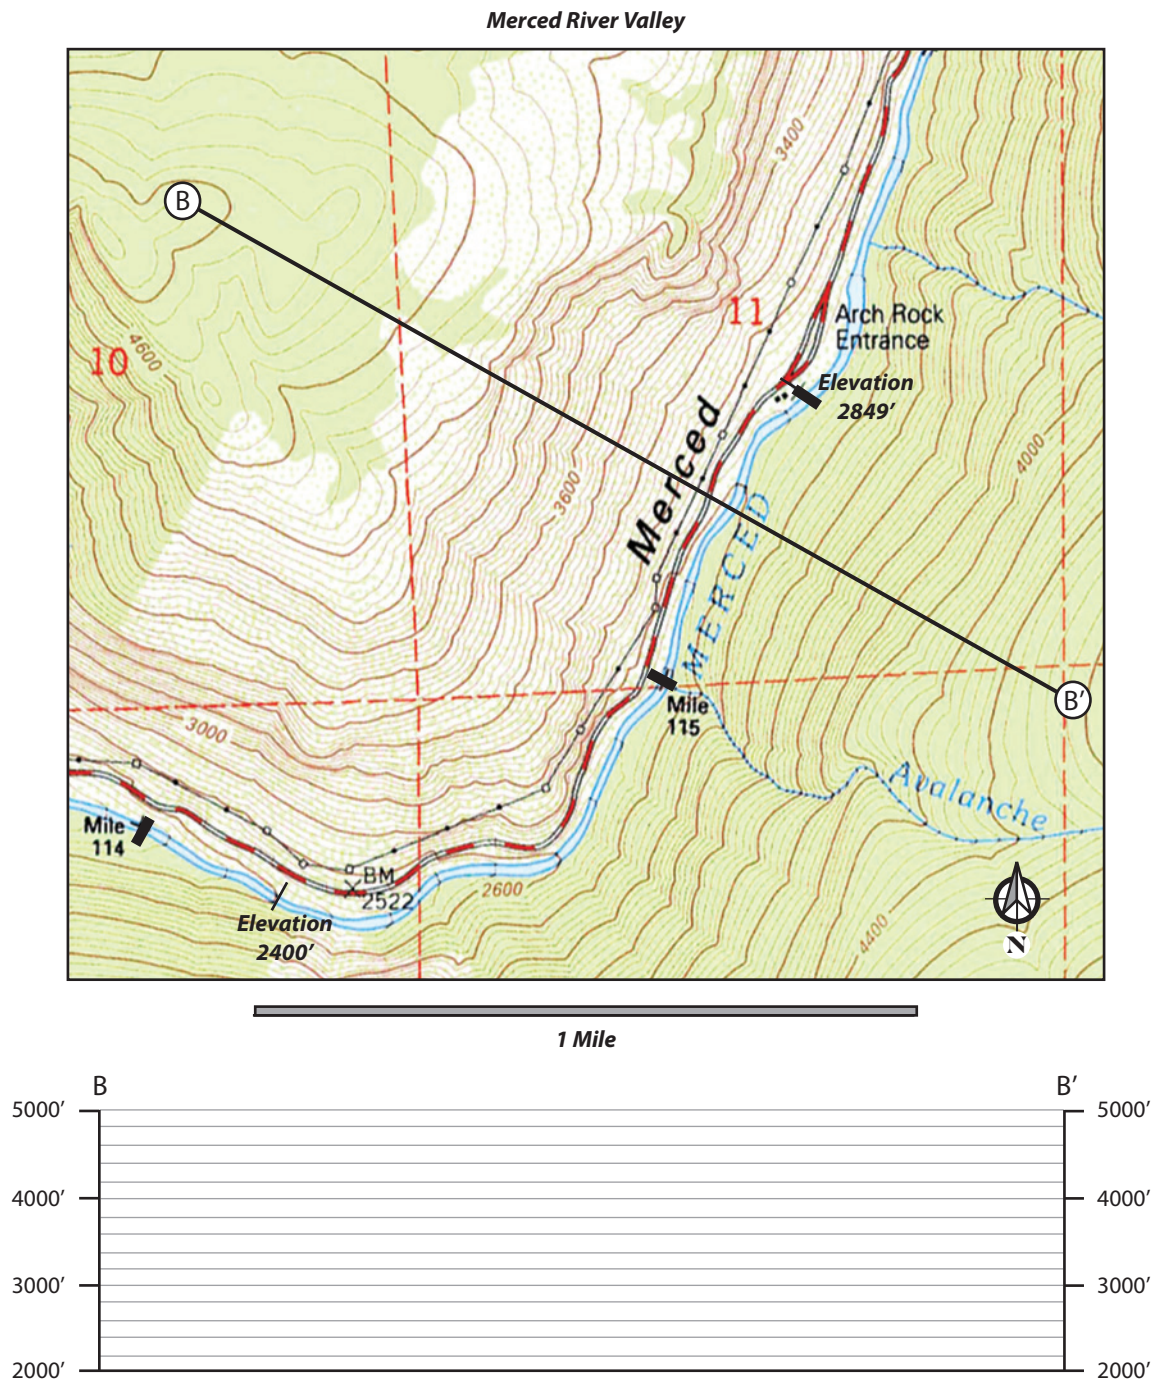 Merced River Valley
3400
B
11
4600
10
Arch Rock
Entrance
Elevation
2849'
Merced
4000
3600
MERCED
Mile
115
B'
3000
Avalanche
Mile
114
BM
2522
2600
Elevation
2400'
4400
N
1 Mile
B
B'
5000'
5000'
4000'
4000'
3000'
3000'
2000'
2000'